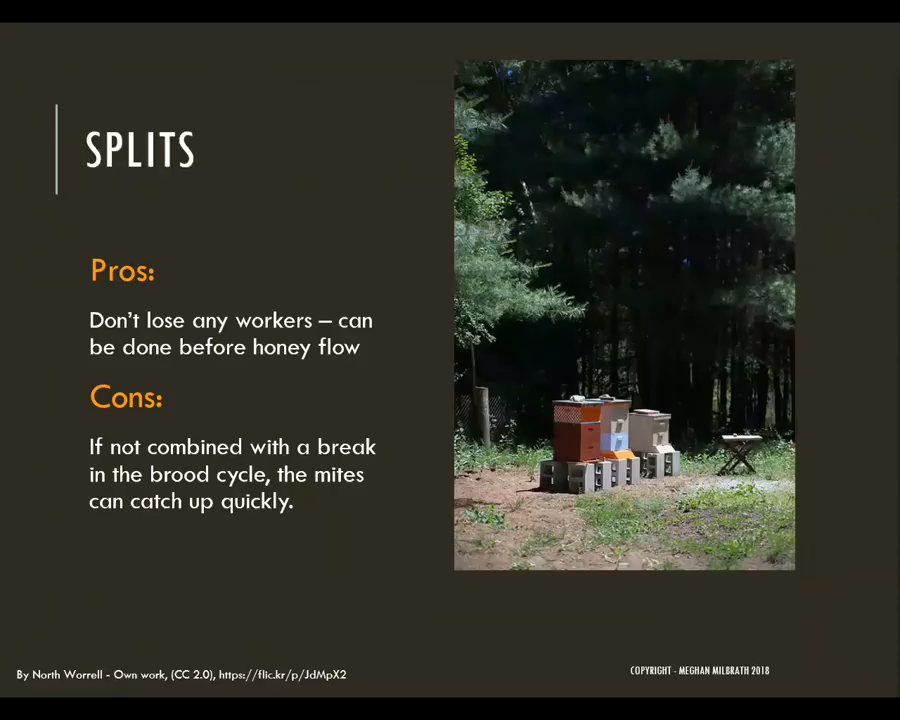 SPLITS
Pros:
Don't lose any workers – can
be done before honey flow
Cons:
If not combined with a break
in the brood cycle, the mites
can catch up quickly.
By North Worrell - Own work, (CC 2.0), https://flic.kr/p/JdMpX2
COPYRIGHT - MEGHAN MILBRATH 2018